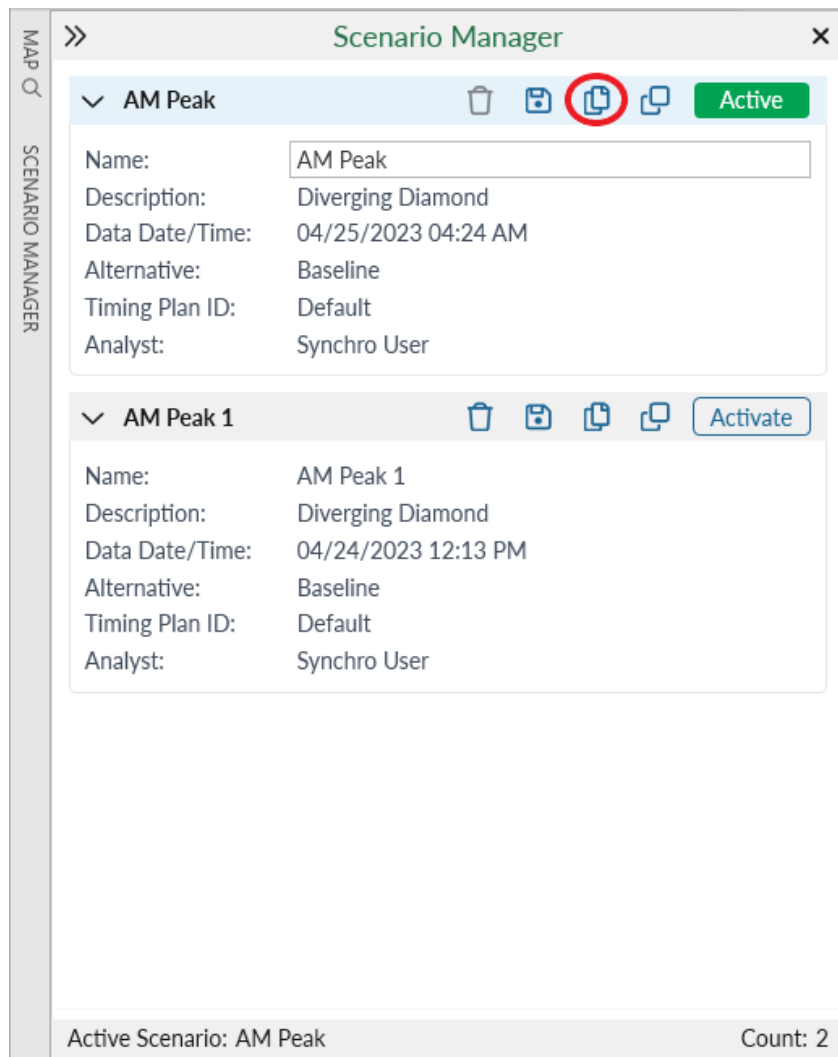 MAP
SCENARIO MANAGER
Scenario Manager
AM Peak Active
Name: AM Peak
Description: Diverging Diamond
Data Date/Time: 04/25/2023 04:24 AM
Alternative: Baseline
Timing Plan ID: Default
Analyst: Synchro User
AM Peak 1 Activate
Name: AM Peak 1
Description: Diverging Diamond
Data Date/Time: 04/24/2023 12:13 PM
Alternative: Baseline
Timing Plan ID: Default
Analyst: Synchro User
Active Scenario: AM Peak Count: 2